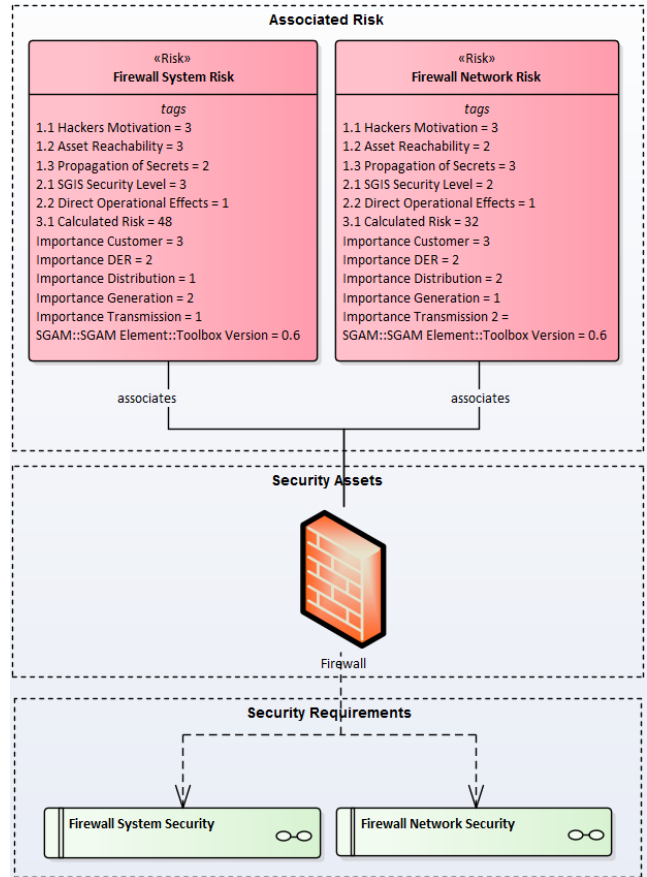 Associated Risk
«Risk»
Firewall System Risk
tags
1.1 Hackers Motivation = 3
1.2 Asset Reachability = 3
1.3 Propagation of Secrets = 2
2.1 SGIS Security Level = 3
2.2 Direct Operational Effects = 1
3.1 Calculated Risk = 48
Importance Customer = 3
Importance DER = 2
Importance Distribution = 1
Importance Generation = 2
Importance Transmission = 1
SGAM::SGAM Element::Toolbox Version = 0.6
«Risk»
Firewall Network Risk
tags
1.1 Hackers Motivation = 3
1.2 Asset Reachability = 2
1.3 Propagation of Secrets = 3
2.1 SGIS Security Level = 2
2.2 Direct Operational Effects = 1
3.1 Calculated Risk = 32
Importance Customer = 3
Importance DER = 2
Importance Distribution = 2
Importance Generation = 1
Importance Transmission 2 =
SGAM::SGAM Element::Toolbox Version = 0.6
associates
associates
Security Assets
Firewall
Security Requirements
Firewall System Security
Firewall Network Security